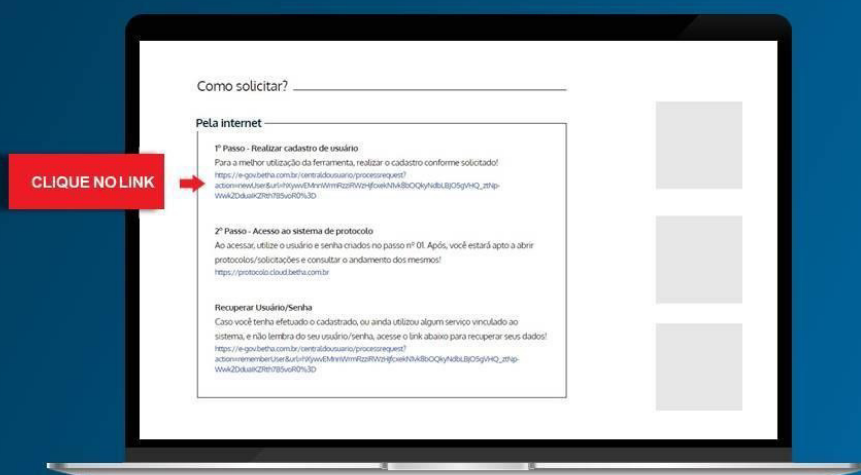 Como solicitar?
Pela internet
1º Passo - Realizar cadastro de usuário
Para a melhor utilização da ferramenta, realizar o cadastro conforme solicitado!
CLIQUE NO LINK
https://e-gov.betha.com.br/centraldousuario/processrequest?
2º Passo - Acesso ao sistema de protocolo
Ao acessar, utilize o usuário e senha criados no passo nº 01. Após, você estará apto a abrir
protocolos/solicitações e consultar o andamento dos mesmos!
https://protocolo.cloud.betha.com.br
Recuperar Usuário/Senha
Caso você tenha efetuado o cadastrado, ou ainda utilizou algum serviço vinculado ao
sistema, e não lembra do seu usuário/senha, acesse o link abaixo para recuperar seus dados!
https://e-gov.betha.com.br/centraldousuario/processrequest?